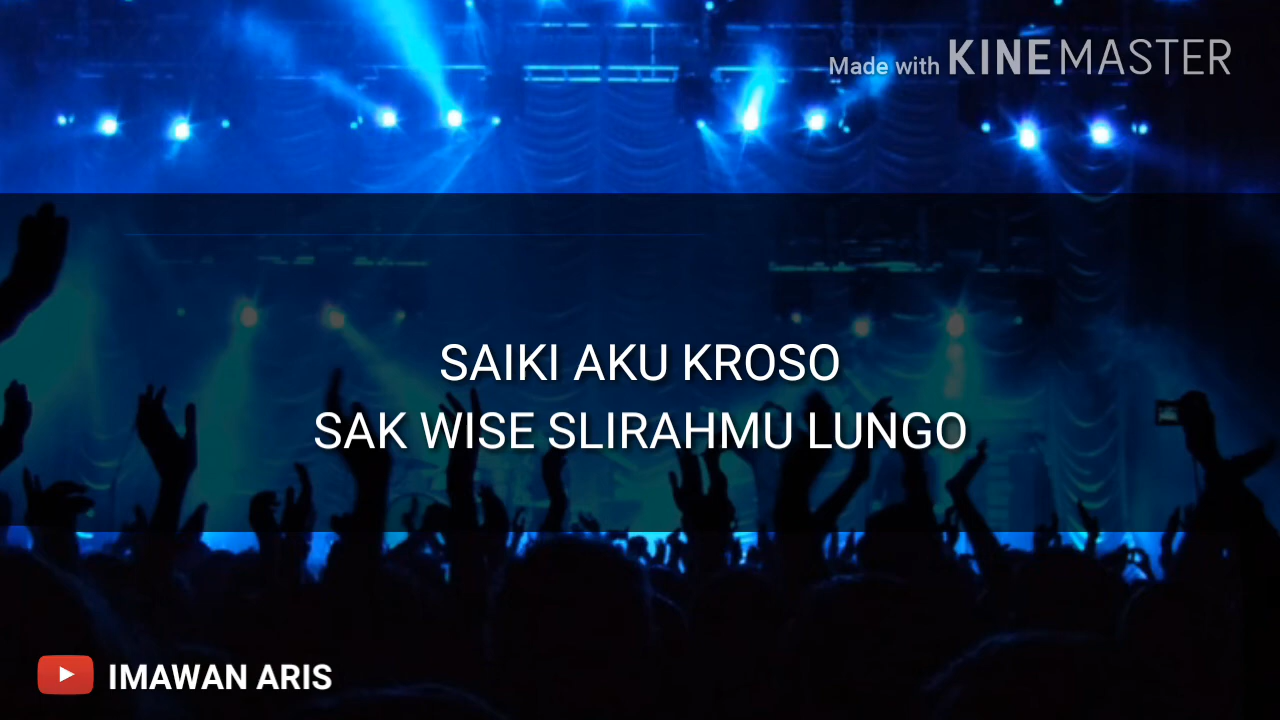 Made with KINEMASTER
SAIKI AKU KROSO
SAK WISE SLIRAHMU LUNGO
IMAWAN ARIS